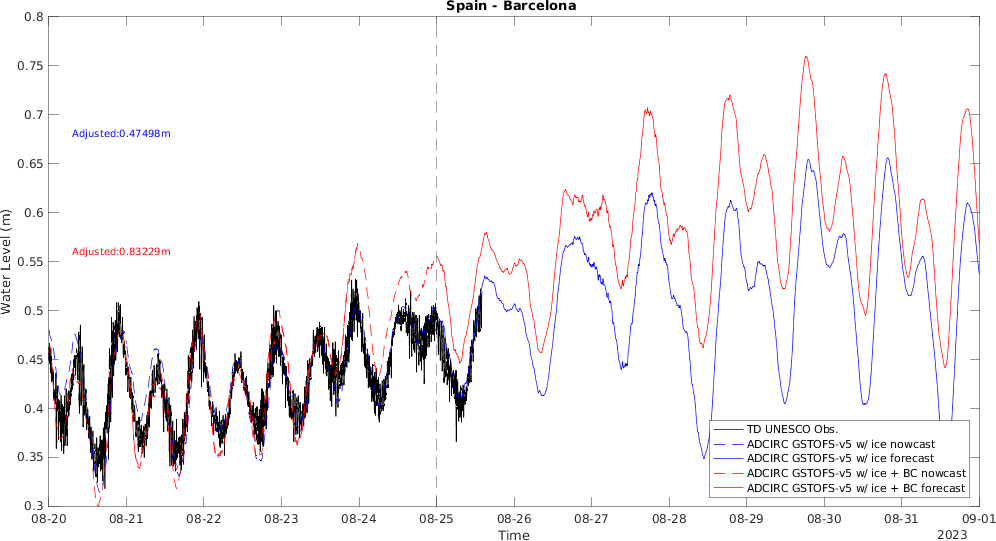 Spain - Barcelona
0.8
0.75
0.7
0.65
0.6
0.55
0.5
0.45
0.4
0.35
0.3
Water Level (m)
Adjusted:0.47498m
Adjusted:0.83229m
TD UNESCO Obs.
ADCIRC GSTOFS-v5 w/ ice nowcast
ADCIRC GSTOFS-v5 w/ ice forecast
ADCIRC GSTOFS-v5 w/ ice + BC nowcast
ADCIRC GSTOFS-v5 w/ ice + BC forecast
08-20 08-21 08-22 08-23 08-24 08-25 08-26 08-27 08-28 08-29 08-30 08-31 09-01
Time
2023